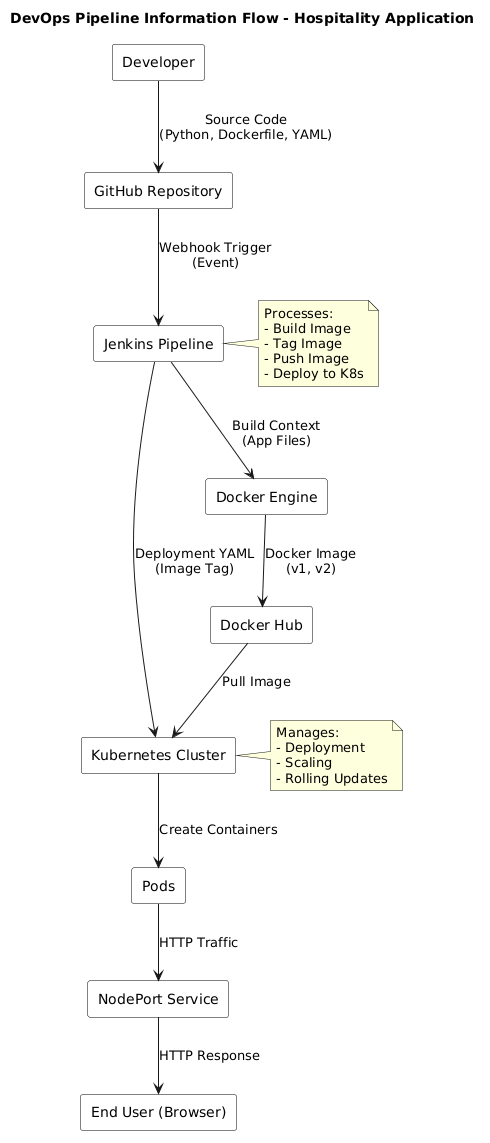 DevOps Pipeline Information Flow - Hospitality Application
Developer
Source Code
(Python, Dockerfile, YAML)
GitHub Repository
Webhook Trigger
(Event)
Jenkins Pipeline
Processes:
- Build Image
- Tag Image
- Push Image
- Deploy to K8s
Build Context
(App Files)
Docker Engine
Deployment YAML
(Image Tag)
Docker Image
(v1, v2)
Docker Hub
Pull Image
Kubernetes Cluster
Manages:
- Deployment
- Scaling
- Rolling Updates
Create Containers
Pods
HTTP Traffic
NodePort Service
HTTP Response
End User (Browser)